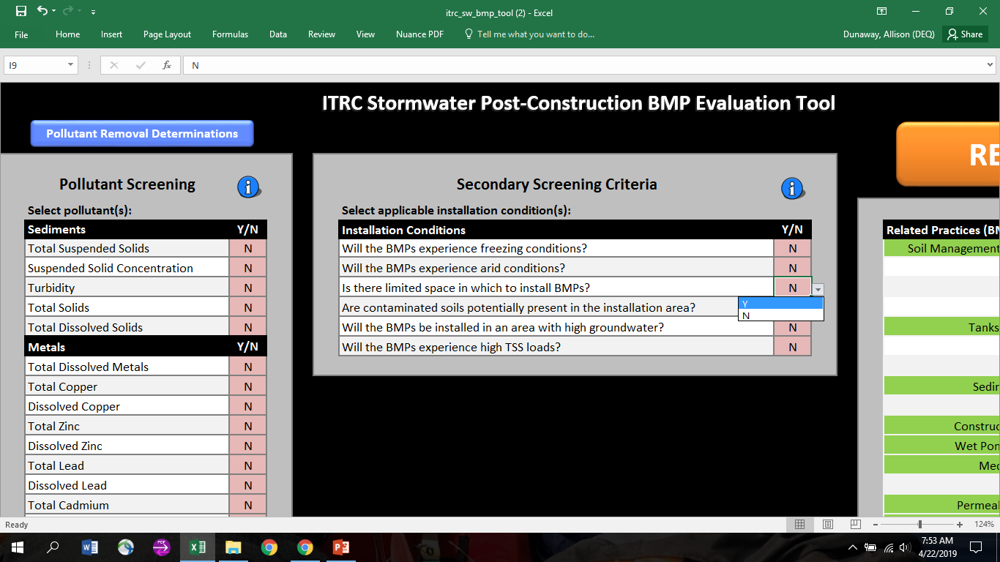 itrc_sw_bmp_tool (2) - Excel
File Home Insert Page Layout Formulas Data Review View Nuance PDF Tell me what you want to do... Dunaway, Allison (DEQ) Share
I9 fx N
ITRC Stormwater Post-Construction BMP Evaluation Tool
Pollutant Removal Determinations
RE
Pollutant Screening
Select pollutant(s):
Sediments Y/N
Total Suspended Solids N
Suspended Solid Concentration N
Turbidity N
Total Solids N
Total Dissolved Solids N
Metals Y/N
Total Dissolved Metals N
Total Copper N
Dissolved Copper N
Total Zinc N
Dissolved Zinc N
Total Lead N
Dissolved Lead N
Total Cadmium N
Secondary Screening Criteria
Select applicable installation condition(s):
Installation Conditions Y/N
Will the BMPs experience freezing conditions? N
Will the BMPs experience arid conditions? N
Is there limited space in which to install BMPs? N
Y
N
Are contaminated soils potentially present in the installation area?
Will the BMPs be installed in an area with high groundwater? N
Will the BMPs experience high TSS loads? N
Related Practices (BM
Soil Management
Tanks
Sedim
Construc
Wet Pon
Med
Permeal
Ready 124%
7:53 AM
4/22/2019